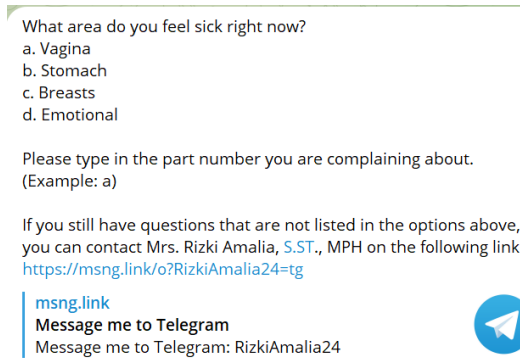 What area do you feel sick right now?
a. Vagina
b. Stomach
c. Breasts
d. Emotional
Please type in the part number you are complaining about.
(Example: a)
If you still have questions that are not listed in the options above,
you can contact Mrs. Rizki Amalia, S.ST., MPH on the following link
https://msng.link/o?RizkiAmalia24=tg
msng.link
Message me to Telegram
Message me to Telegram: RizkiAmalia24